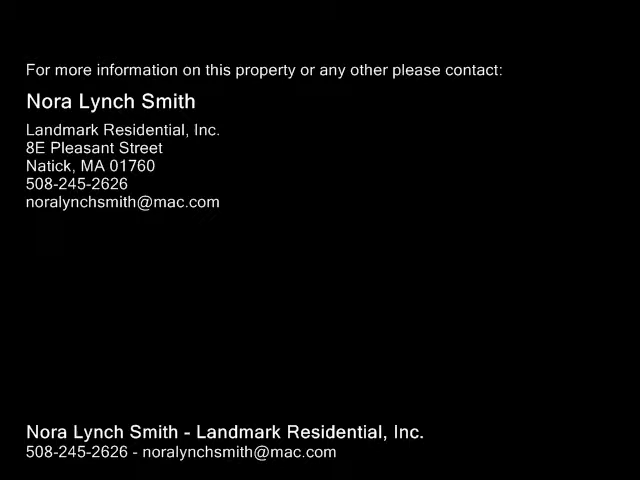 For more information on this property or any other please contact:
Nora Lynch Smith
Landmark Residential, Inc.
8E Pleasant Street
Natick, MA 01760
508-245-2626
noralynchsmith@mac.com
Nora Lynch Smith - Landmark Residential, Inc.
508-245-2626 - noralynchsmith@mac.com